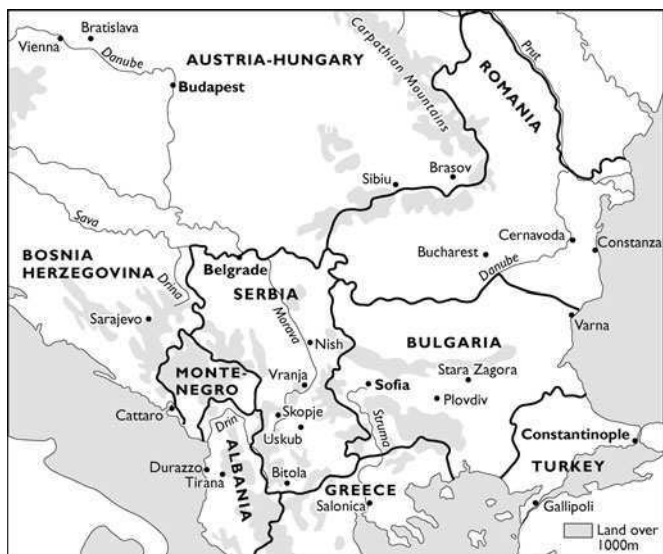 Bratislava
Vienna
Danube
AUSTRIA-HUNGARY
Budapest
Carpathian Mountains
Prut
ROMANIA
Sibiu
Brasov
Sava
BOSNIA
HERZEGOVINA
Drina
Belgrade
SERBIA
Morava
Bucharest
Cernavoda
Danube
Constanza
Sarajevo
Nish
BULGARIA
Varna
MONTE-
NEGRO
Vranja
Stara Zagora
Sofia
Plovdiv
Struma
Cattaro
Drin
Skopje
Uskub
Constantinople
Durazzo
Tirana
ALBANIA
Bitola
GREECE
Salonica
TURKEY
Gallipoli
Land over
1000m